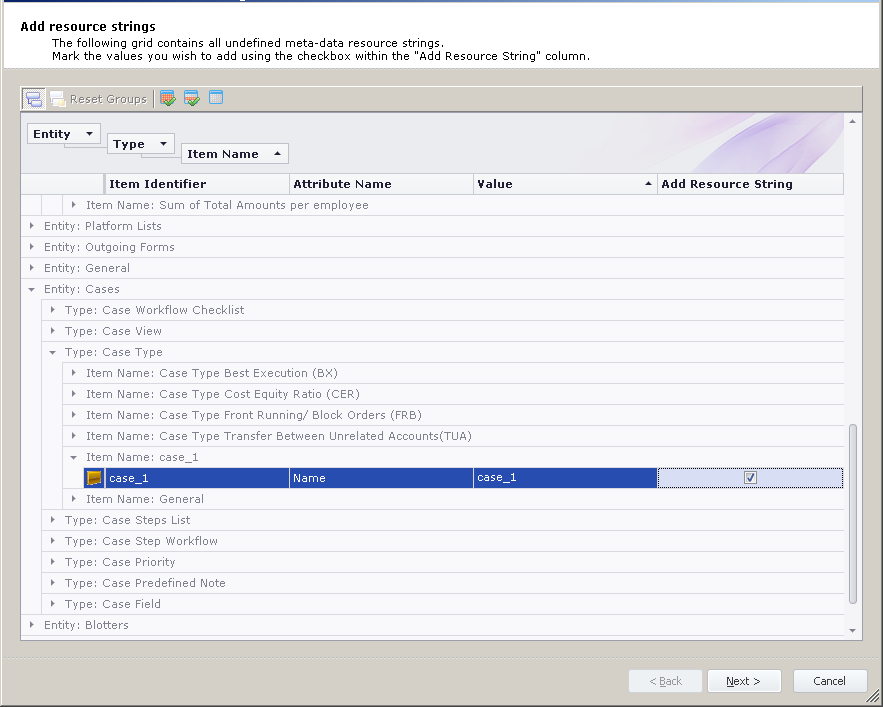 Add resource strings
The following grid contains all undefined meta-data resource strings.
Mark the values you wish to add using the checkbox within the "Add Resource String" column.
Reset Groups
Entity
Type
Item Name
Item Identifier Attribute Name Value Add Resource String
Item Name: Sum of Total Amounts per employee
Entity: Platform Lists
Entity: Outgoing Forms
Entity: General
Entity: Cases
Type: Case Workflow Checklist
Type: Case View
Type: Case Type
Item Name: Case Type Best Execution (BX)
Item Name: Case Type Cost Equity Ratio (CER)
Item Name: Case Type Front Running/ Block Orders (FRB)
Item Name: Case Type Transfer Between Unrelated Accounts(TUA)
Item Name: case_1
case_1 Name case_1
Item Name: General
Type: Case Steps List
Type: Case Step Workflow
Type: Case Priority
Type: Case Predefined Note
Type: Case Field
Entity: Blotters
< Back Next > Cancel